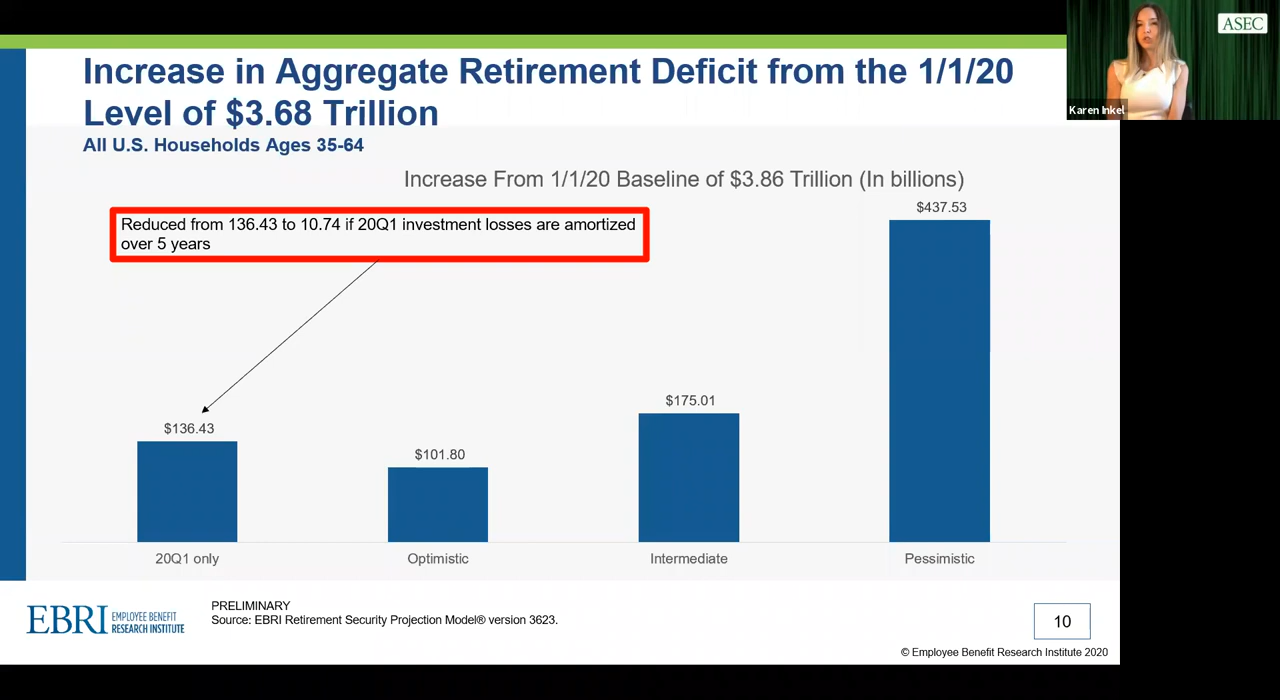 Increase in Aggregate Retirement Deficit from the 1/1/20
Level of $3.68 Trillion
All U.S. Households Ages 35-64
ASEC
Karen Inkel
Increase From 1/1/20 Baseline of $3.86 Trillion (In billions)
Reduced from 136.43 to 10.74 if 20Q1 investment losses are amortized
over 5 years
$437.53
$175.01
$136.43
$101.80
20Q1 only
Optimistic
Intermediate
Pessimistic
EBRI
EMPLOYEE BENEFIT
RESEARCH INSTITUTE
PRELIMINARY
Source: EBRI Retirement Security Projection Model® version 3623.
10
© Employee Benefit Research Institute 2020